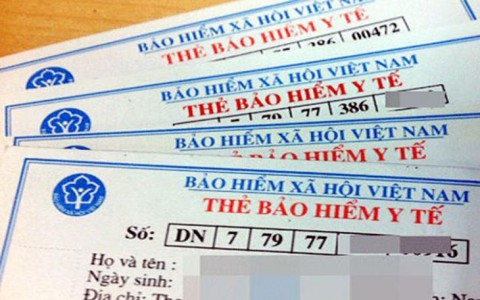 BẢO HIỂM XÃ HỘI VIỆT NAM
THẺ BẢO HIỂM Y TẾ
77 386 00472
BẢO HIỂM XÃ HỘI VIỆT NAM
THẺ BẢO HIỂM Y TẾ
7 79 77 386
BẢO HIỂM XÃ HỘI VIỆT NAM
THẺ BẢO HIỂM Y TẾ
BẢO HIỂM XÃ HỘI VIỆT NAM
THẺ BẢO HIỂM Y TẾ
Số: DN 7 79 77
Họ và tên :
Ngày sinh:
Địa chỉ: